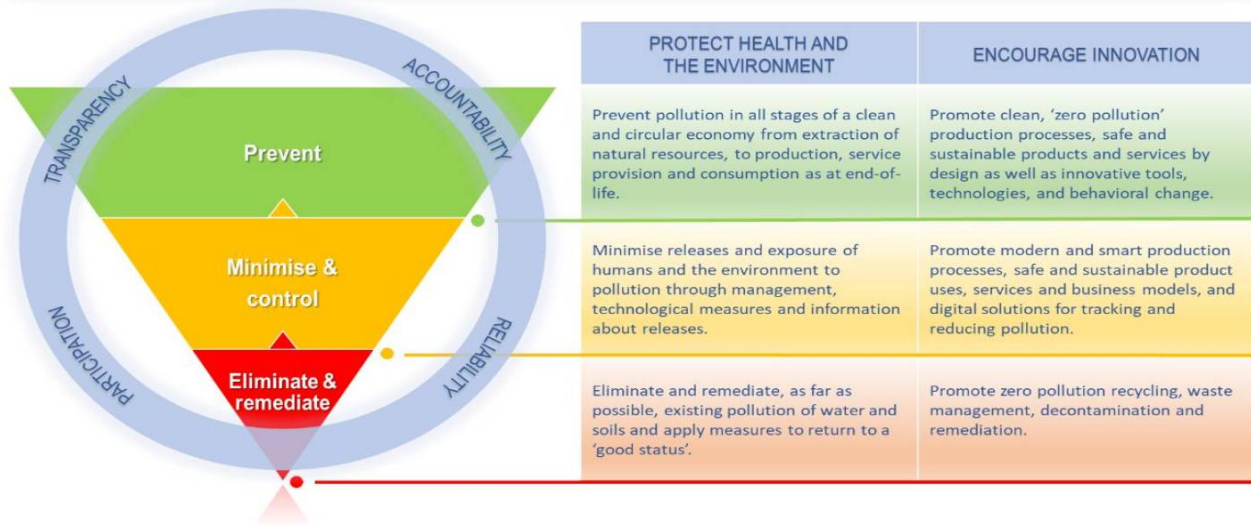 TRANSPARENCY
ACCOUNTABILITY
PARTICIPATION
RELIABILITY
Prevent
Minimise &
control
Eliminate &
remediate
PROTECT HEALTH AND
THE ENVIRONMENT
ENCOURAGE INNOVATION
Prevent pollution in all stages of a clean
and circular economy from extraction of
natural resources, to production, service
provision and consumption as at end-of-
life.
Promote clean, ‘zero pollution’
production processes, safe and
sustainable products and services by
design as well as innovative tools,
technologies, and behavioral change.
Minimise releases and exposure of
humans and the environment to
pollution through management,
technological measures and information
about releases.
Promote modern and smart production
processes, safe and sustainable product
uses, services and business models, and
digital solutions for tracking and
reducing pollution.
Eliminate and remediate, as far as
possible, existing pollution of water and
soils and apply measures to return to a
‘good status’.
Promote zero pollution recycling, waste
management, decontamination and
remediation.